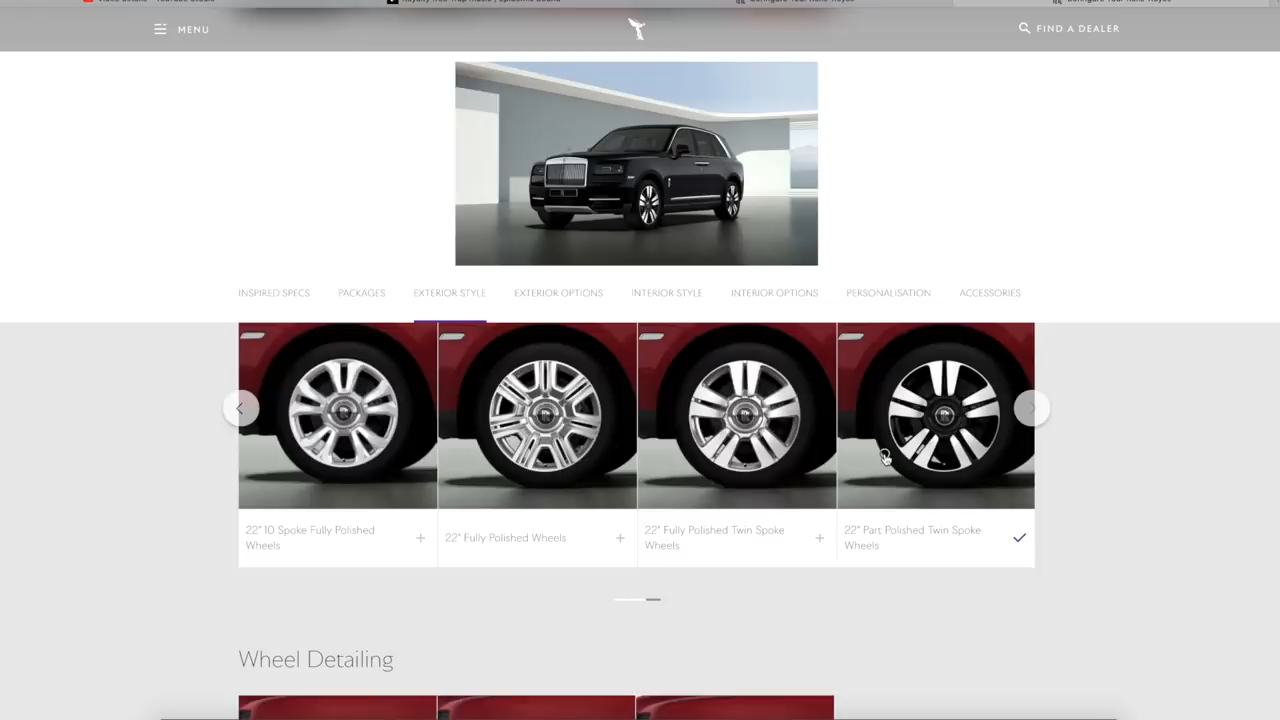 MENU
FIND A DEALER
INSPIRED SPECS
PACKAGES
EXTERIOR STYLE
EXTERIOR OPTIONS
INTERIOR STYLE
INTERIOR OPTIONS
PERSONALISATION
ACCESSORIES
22" 10 Spoke Fully Polished
Wheels
22" Fully Polished Wheels
22" Fully Polished Twin Spoke
Wheels
22" Part Polished Twin Spoke
Wheels
Wheel Detailing